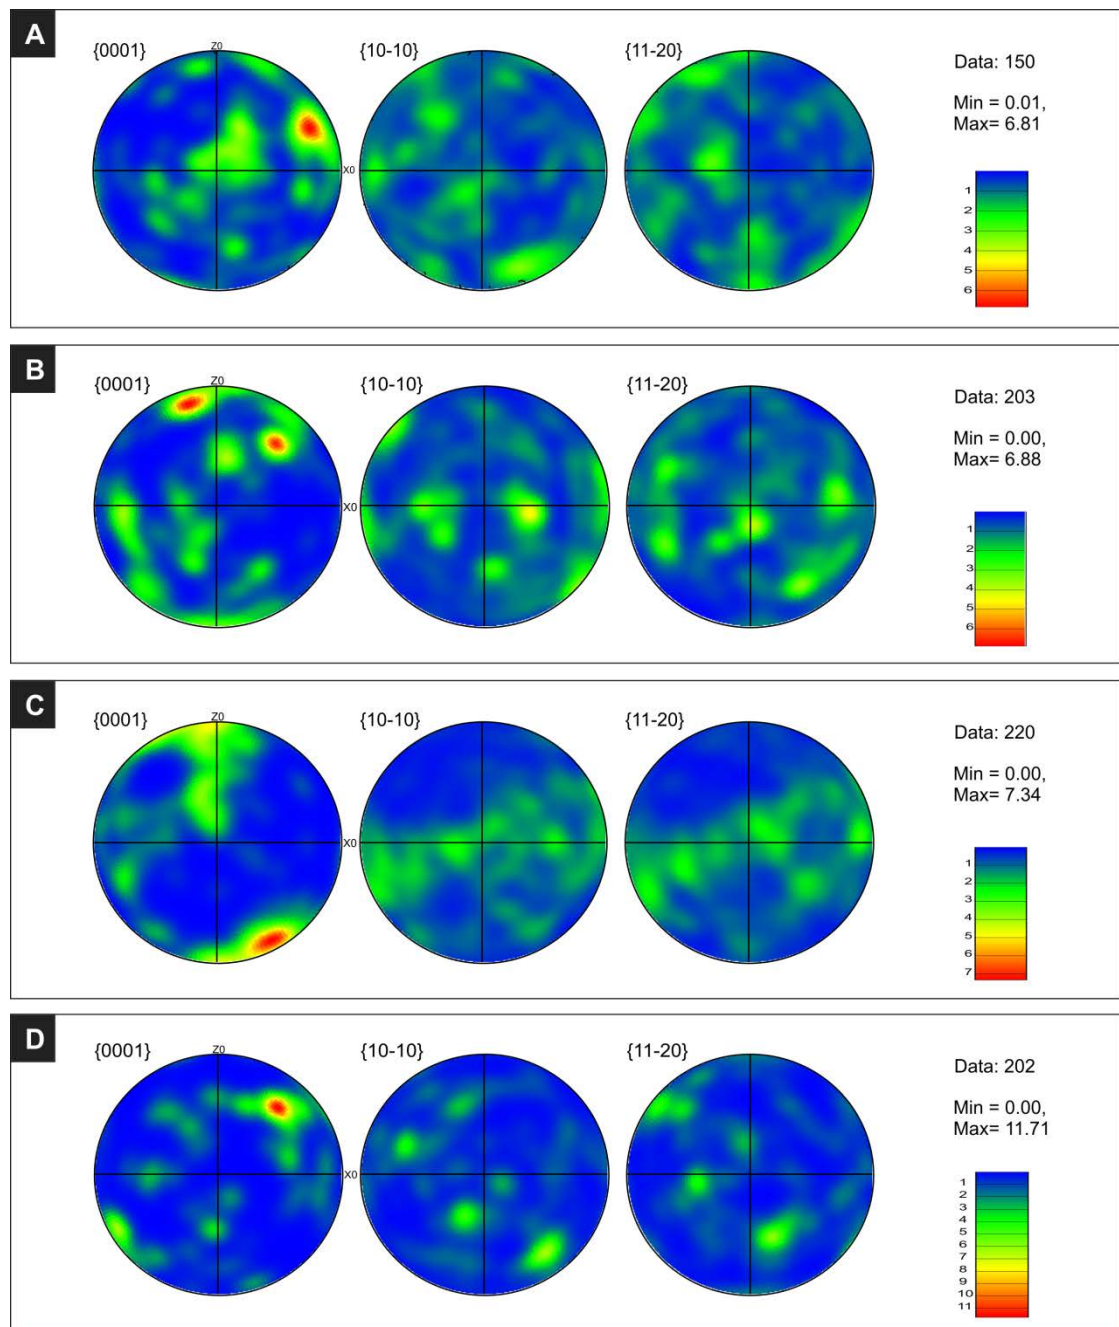 A
{0001}
Z0
{10-10}
{11-20}
X0
Data: 150
Min = 0.01,
Max= 6.81
1
2
3
4
5
6
B
{0001}
Z0
{10-10}
{11-20}
X0
Data: 203
Min = 0.00,
Max= 6.88
1
2
3
4
5
6
C
{0001}
Z0
{10-10}
{11-20}
X0
Data: 220
Min = 0.00,
Max= 7.34
1
2
3
4
5
6
7
D
{0001}
Z0
{10-10}
{11-20}
X0
Data: 202
Min = 0.00,
Max= 11.71
1
2
3
4
5
6
7
8
9
10
11